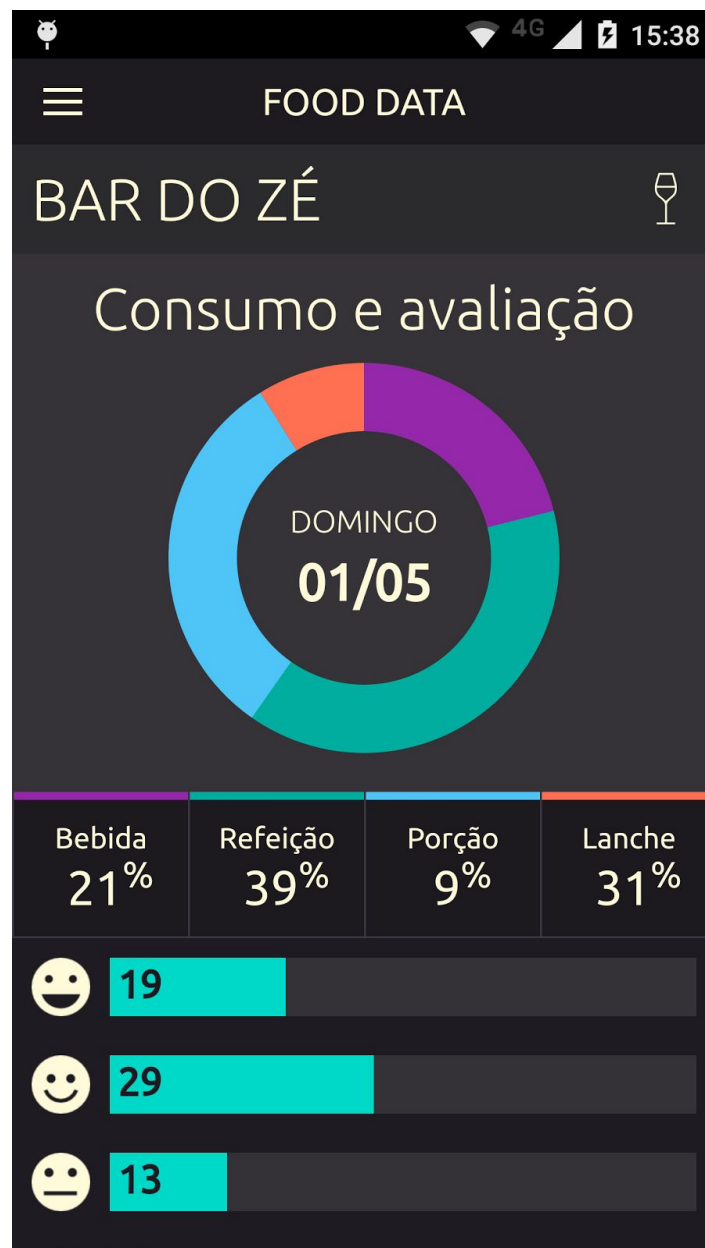 4G 15:38
FOOD DATA
BAR DO ZÉ
Consumo e avaliação
DOMINGO
01/05
Bebida Refeição Porção Lanche
21% 39% 9% 31%
19
29
13